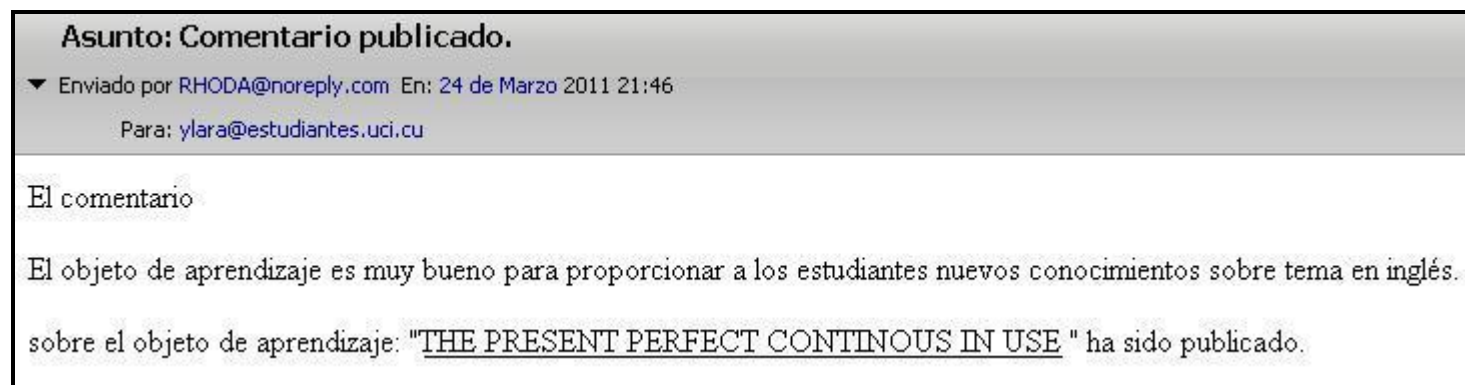 Asunto: Comentario publicado.
Enviado por RHODA@noreply.com En: 24 de Marzo 2011 21:46
Para: ylara@estudiantes.uci.cu
El comentario
El objeto de aprendizaje es muy bueno para proporcionar a los estudiantes nuevos conocimientos sobre tema en inglés.
sobre el objeto de aprendizaje: "THE PRESENT PERFECT CONTINOUS IN USE " ha sido publicado.